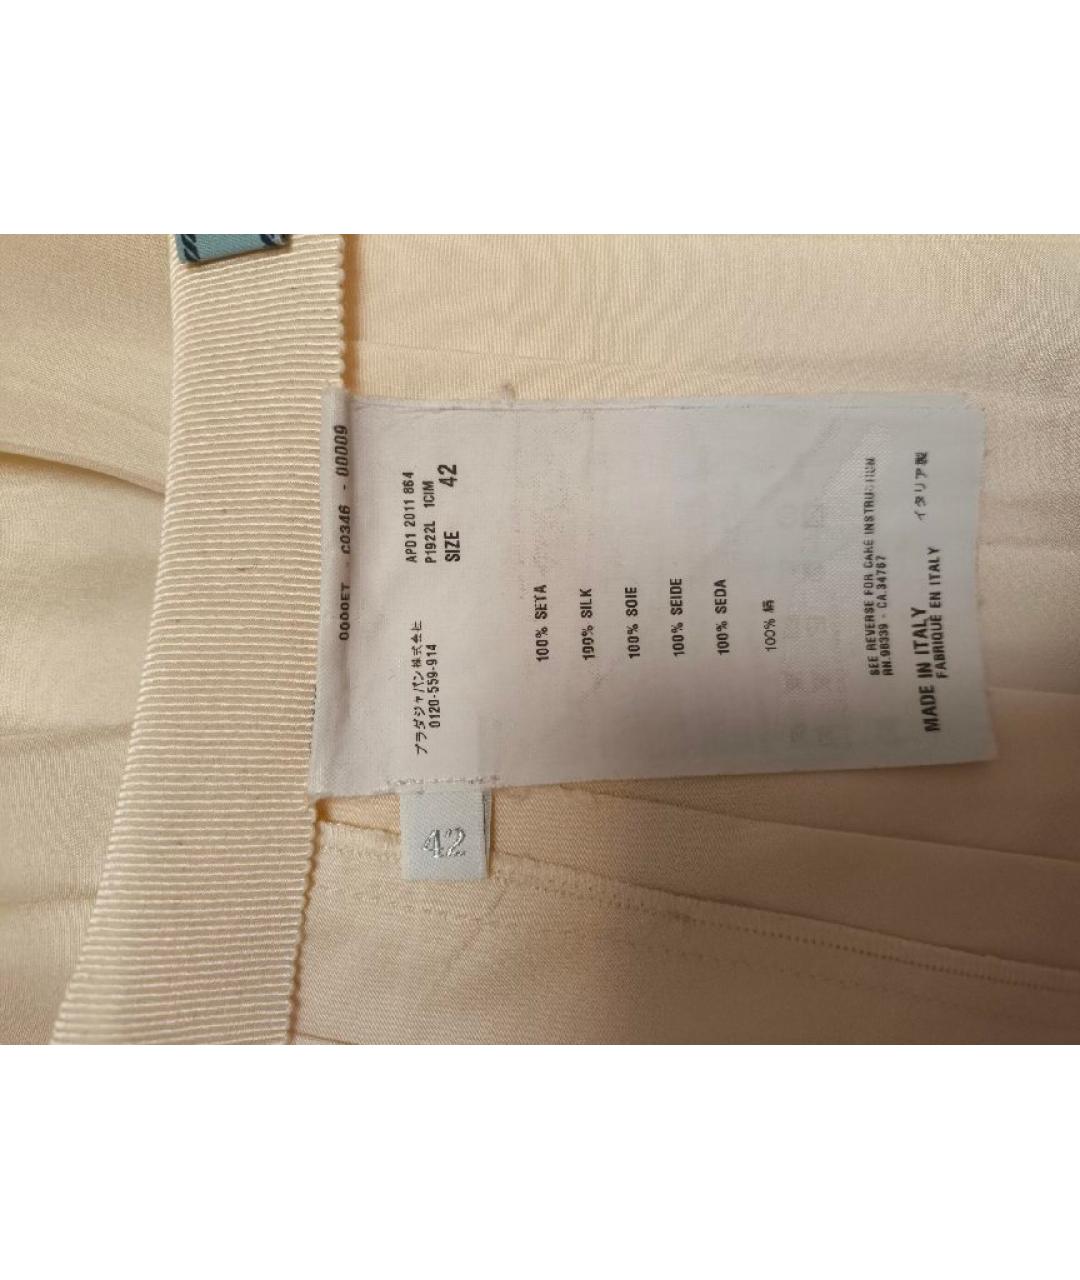 0000ET - C0346 - 00009
プラダジャパン株式会社
0120-559-914
APD1 2011 864
P1922L 1CIM
SIZE 42
100% SETA
100% SILK
100% SOIE
100% SEIDE
100% SEDA
100% 絹
SEE REVERSE FOR CARE INSTRUCTION
RN.96339 - CA.34767
MADE IN ITALY
FABRIQUÉ EN ITALY
イタリア製
42